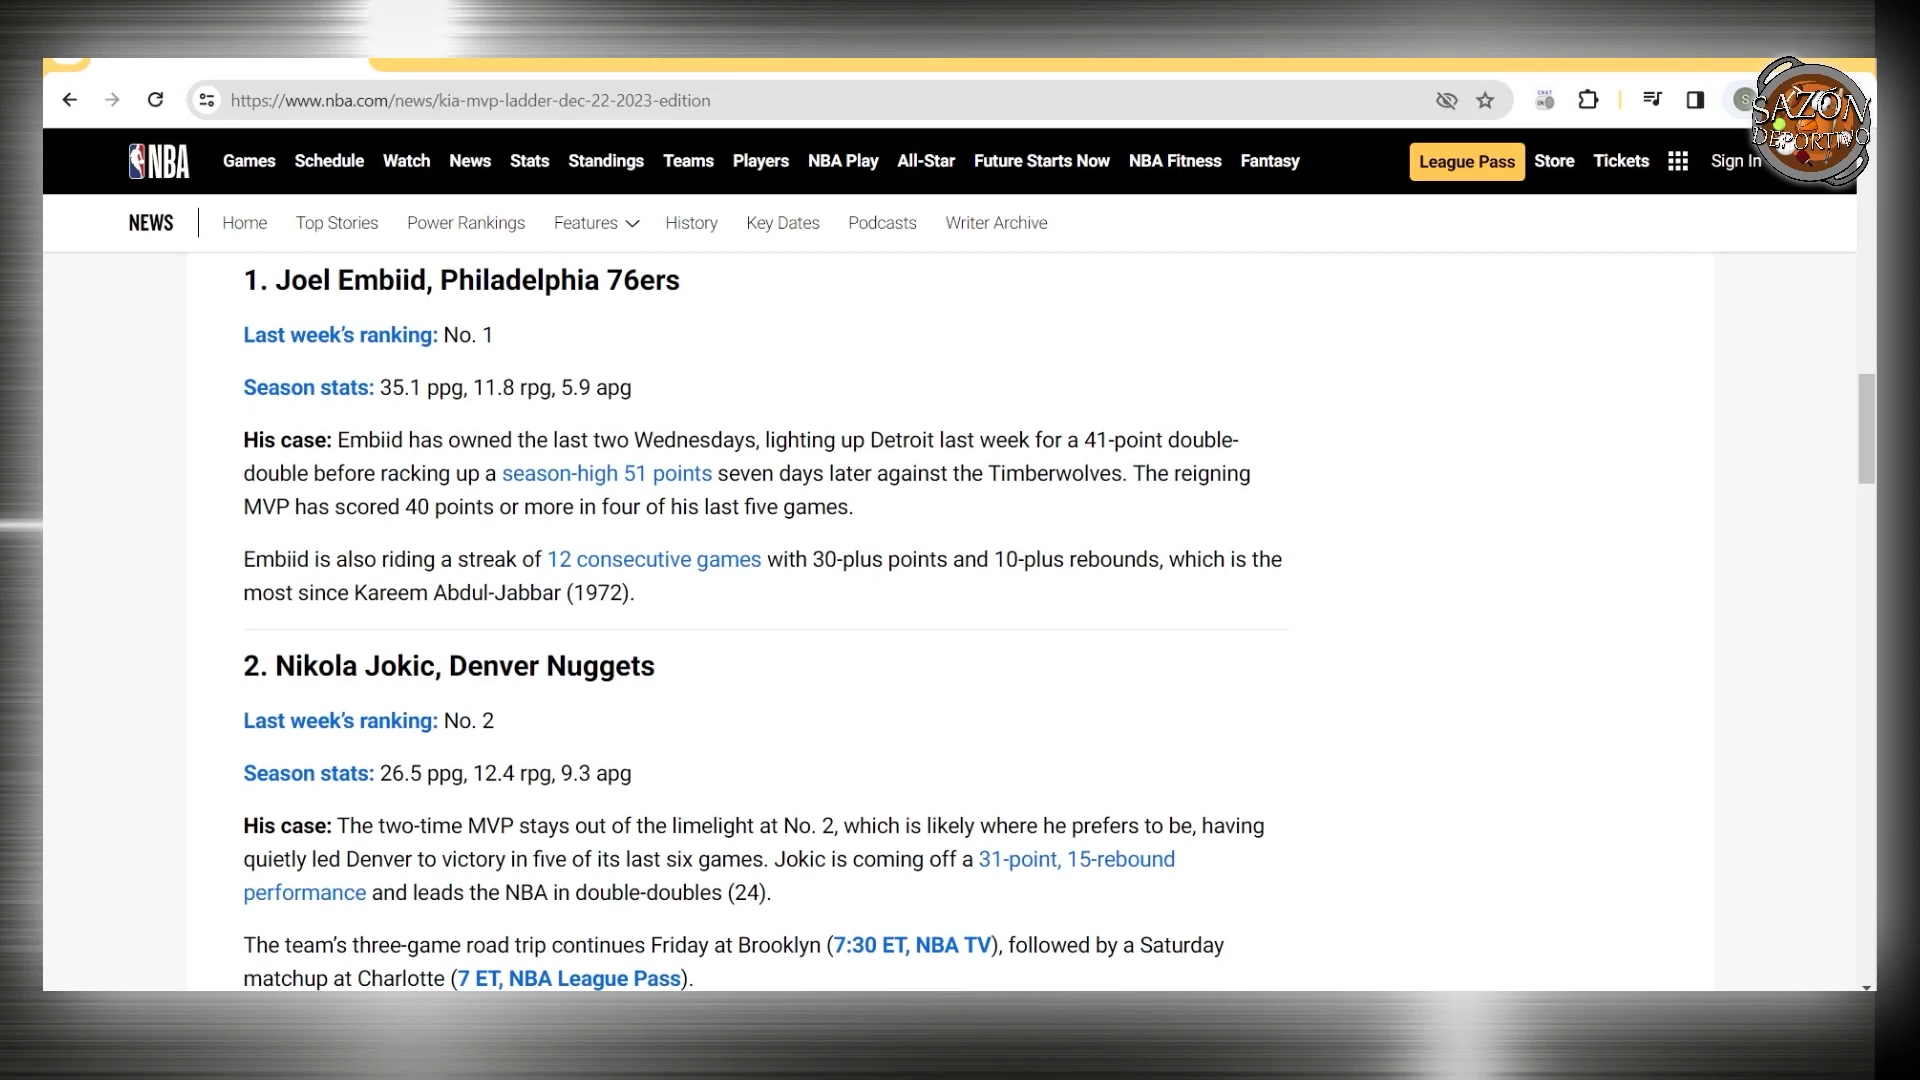 https://www.nba.com/news/kia-mvp-ladder-dec-22-2023-edition
SAZÓN
DEPORTIVO
NBA Games Schedule Watch News Stats Standings Teams Players NBA Play All-Star Future Starts Now NBA Fitness Fantasy League Pass Store Tickets Sign In
NEWS Home Top Stories Power Rankings Features History Key Dates Podcasts Writer Archive
1. Joel Embiid, Philadelphia 76ers
Last week’s ranking: No. 1
Season stats: 35.1 ppg, 11.8 rpg, 5.9 apg
His case: Embiid has owned the last two Wednesdays, lighting up Detroit last week for a 41-point double-
double before racking up a season-high 51 points seven days later against the Timberwolves. The reigning
MVP has scored 40 points or more in four of his last five games.
Embiid is also riding a streak of 12 consecutive games with 30-plus points and 10-plus rebounds, which is the
most since Kareem Abdul-Jabbar (1972).
2. Nikola Jokic, Denver Nuggets
Last week’s ranking: No. 2
Season stats: 26.5 ppg, 12.4 rpg, 9.3 apg
His case: The two-time MVP stays out of the limelight at No. 2, which is likely where he prefers to be, having
quietly led Denver to victory in five of its last six games. Jokic is coming off a 31-point, 15-rebound
performance and leads the NBA in double-doubles (24).
The team’s three-game road trip continues Friday at Brooklyn (7:30 ET, NBA TV), followed by a Saturday
matchup at Charlotte (7 ET, NBA League Pass).